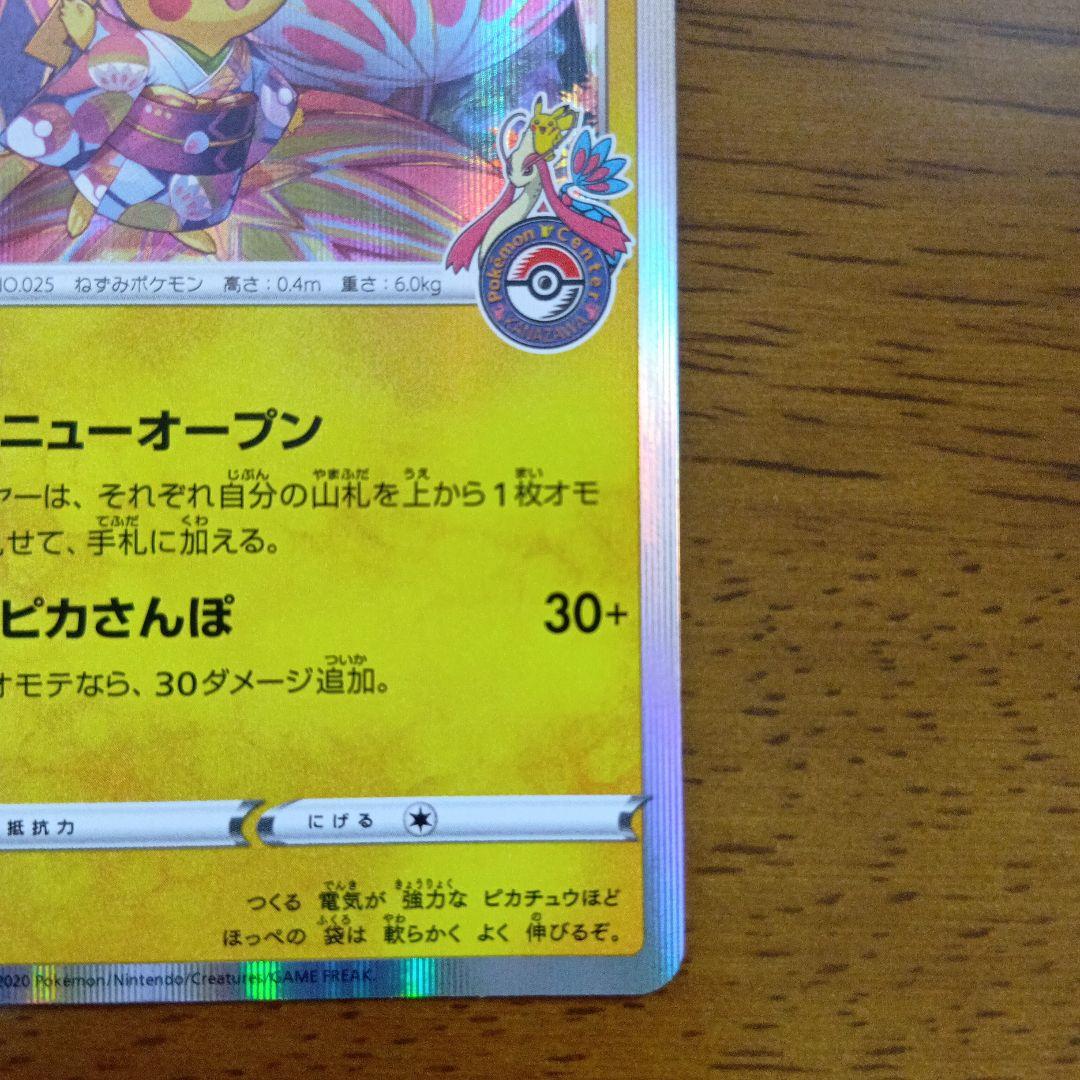 NO.025 ねずみポケモン 高さ:0.4m 重さ:6.0kg
Pokémon Center
KANAZAWA
ニューオープン
ヤーは、それぞれ自分の山札を上から1枚オモ
せて、手札に加える。
ピカさんぽ 30+
オモテなら、30ダメージ追加。
抵抗力 にげる
つくる 電気が 強力な ピカチュウほど
ほっぺの 袋は 軟らかく よく 伸びるぞ。
2020 Pokémon/Nintendo/Creatures/GAME FREAK.